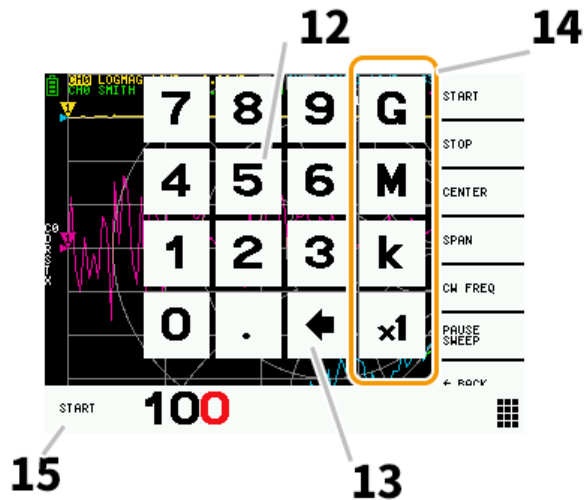 12
14
CH0 LOGMAG
CH0 SMITH
1
7 8 9 G
4 5 6 M
1 2 3 k
0 . x1
START
STOP
CENTER
SPAN
CW FREQ
PAUSE
SWEEP
← BACK
START 100
15
13